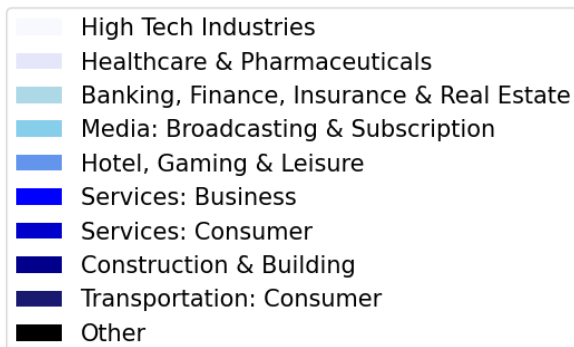 High Tech Industries
Healthcare & Pharmaceuticals
Banking, Finance, Insurance & Real Estate
Media: Broadcasting & Subscription
Hotel, Gaming & Leisure
Services: Business
Services: Consumer
Construction & Building
Transportation: Consumer
Other